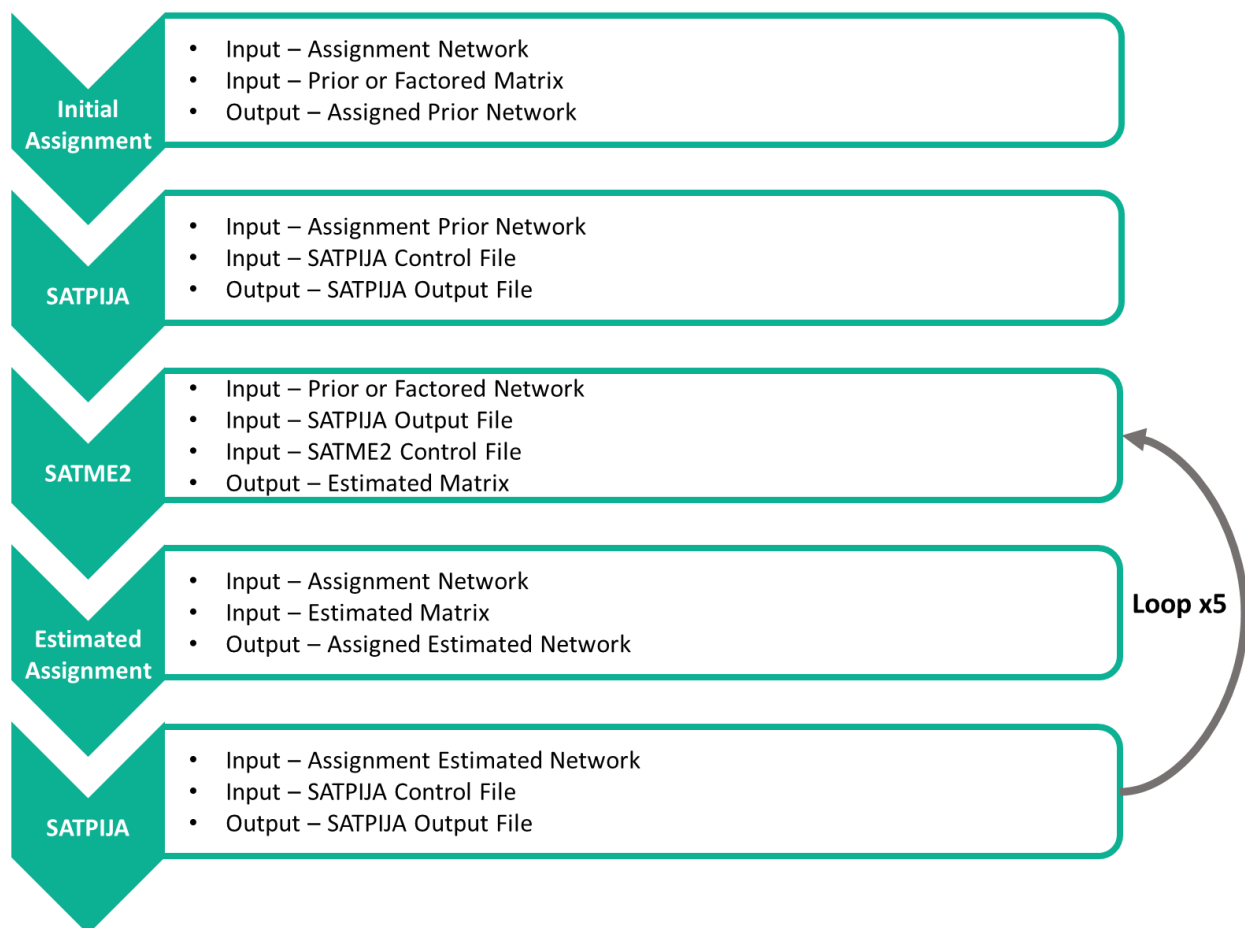 Initial
Assignment
• Input – Assignment Network
• Input – Prior or Factored Matrix
• Output – Assigned Prior Network
SATPIJA
• Input – Assignment Prior Network
• Input – SATPIJA Control File
• Output – SATPIJA Output File
SATME2
• Input – Prior or Factored Network
• Input – SATPIJA Output File
• Input – SATME2 Control File
• Output – Estimated Matrix
Estimated
Assignment
• Input – Assignment Network
• Input – Estimated Matrix
• Output – Assigned Estimated Network
Loop x5
SATPIJA
• Input – Assignment Estimated Network
• Input – SATPIJA Control File
• Output – SATPIJA Output File